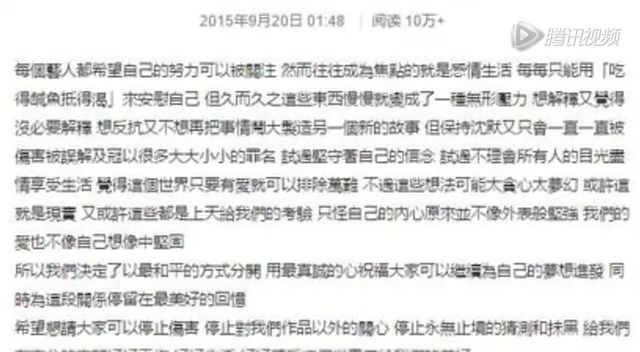 2015年9月20日 01:48 阅读 10万+
腾讯视频
每個藝人都希望自己的努力可以被關注 然而往往成為焦點的就是感情生活 每每只能用「吃
得鹹魚抵得渴」來安慰自己 但久而久之這些東西慢慢就變成了一種無形壓力 想解釋又覺得
沒必要解釋 想反抗又不想再把事情鬧大製造另一個新的故事 但保持沈默又只會一直一直被
傷害被誤解及冠以很多大大小小的罪名 試過堅守著自己的信念 試過不理會所有人的目光盡
情享受生活 覺得這個世界只要有愛就可以排除萬難 不過這些想法可能太貪心太夢幻 或許這
就是現實 又或許這些都是上天給我們的考驗 只怪自己的內心原來並不像外表般堅強 我們的
愛也不像自己想像中堅固
所以我們決定了以最和平的方式分開 用最真誠的心祝福大家可以繼續為自己的夢想進發 同
時為這段關係停留在最美好的回憶
希望想請大家可以停止傷害 停止對我們作品以外的關心 停止永無止境的猜測和抹黑 給我們